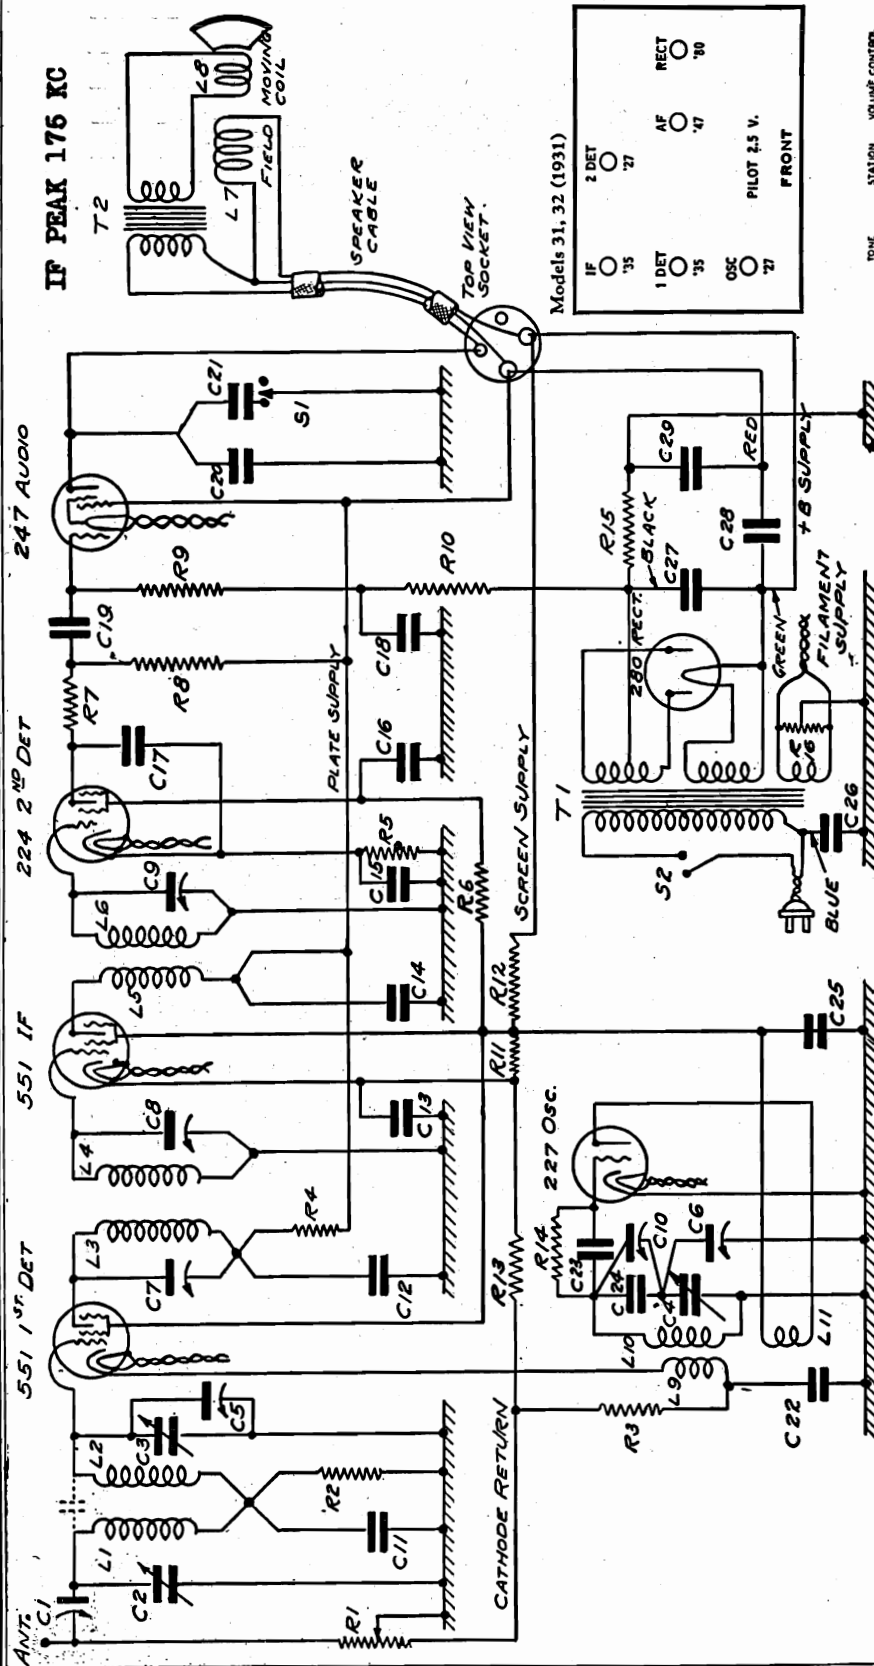 IF PEAK 175 KC
ANT.
551 1ST. DET
551 IF
224 2ND DET
247 AUDIO
T2
L8
MOVING
COIL
L7
FIELD
SPEAKER
CABLE
TOP VIEW
SOCKET.
C1
C2
L1
L2
C3
C5
R1
R2
C11
L3
C7
C12
R4
L4
C8
C13
L5
C14
L6
C9
C15
R5
R6
C17
C16
R7
R8
C19
R9
C18
R10
C20
C21
S1
PLATE SUPPLY
SCREEN SUPPLY
CATHODE RETURN
R13
R11
R12
R3
L9
L10
L11
C22
C4
C24
C23
R14
C10
C6
227 OSC.
C25
C26
BLUE
S2
T1
280 RECT.
R15
BLACK
C27
C28
C29
RED
GREEN
+B SUPPLY
R16
FILAMENT
SUPPLY
Models 31, 32 (1931)
IF
'35
2 DET
'27
1 DET
'35
AF
'47
RECT
'80
OSC
'27
PILOT 2.5 V.
FRONT
TONE
STATION
VOLUME CONTROL